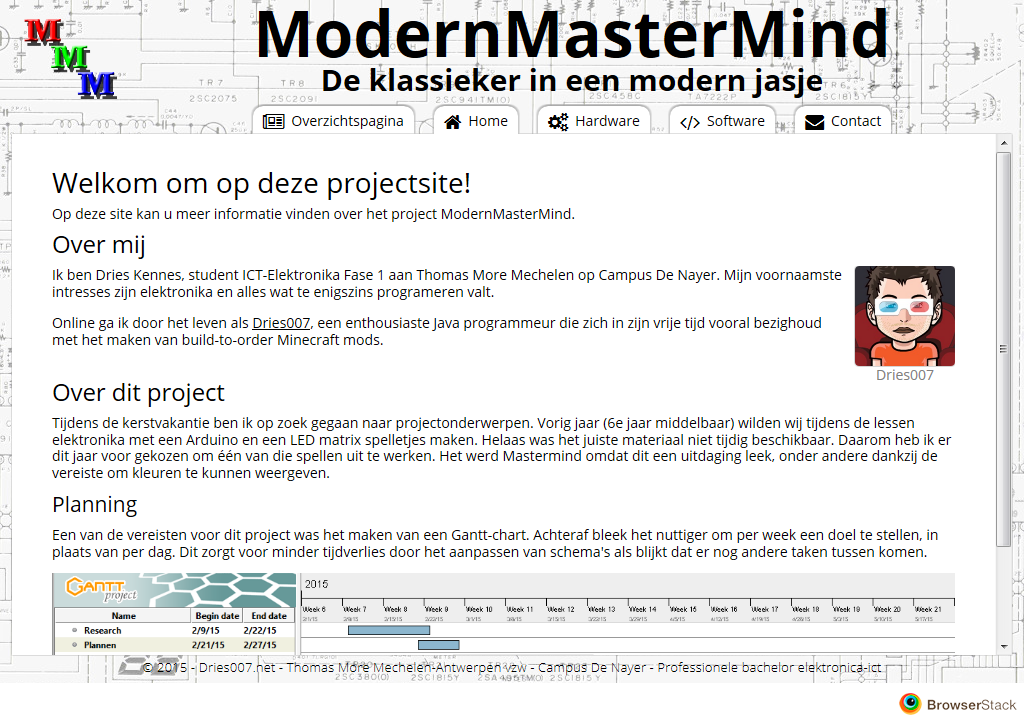 M
M
M
ModernMasterMind
De klassieker in een modern jasje
Overzichtspagina Home Hardware Software Contact
Welkom om op deze projectsite!
Op deze site kan u meer informatie vinden over het project ModernMasterMind.
Over mij
Ik ben Dries Kennes, student ICT-Elektronika Fase 1 aan Thomas More Mechelen op Campus De Nayer. Mijn voornaamste
intresses zijn elektronika en alles wat te enigszins programeren valt.
Online ga ik door het leven als Dries007, een enthousiaste Java programmeur die zich in zijn vrije tijd vooral bezighoud
met het maken van build-to-order Minecraft mods.
Dries007
Over dit project
Tijdens de kerstvakantie ben ik op zoek gegaan naar projectonderwerpen. Vorig jaar (6e jaar middelbaar) wilden wij tijdens de lessen
elektronika met een Arduino en een LED matrix spelletjes maken. Helaas was het juiste materiaal niet tijdig beschikbaar. Daarom heb ik er
dit jaar voor gekozen om één van die spellen uit te werken. Het werd Mastermind omdat dit een uitdaging leek, onder andere dankzij de
vereiste om kleuren te kunnen weergeven.
Planning
Een van de vereisten voor dit project was het maken van een Gantt-chart. Achteraf bleek het nuttiger om per week een doel te stellen, in
plaats van per dag. Dit zorgt voor minder tijdverlies door het aanpassen van schema's als blijkt dat er nog andere taken tussen komen.
GANTT project
2015
Week 6 Week 7 Week 8 Week 9 Week 10 Week 11 Week 12 Week 13 Week 14 Week 15 Week 16 Week 17 Week 18 Week 19 Week 20 Week 21
Name Begin date End date
Research 2/9/15 2/22/15
Plannen 2/21/15 2/27/15
© 2015 - Dries007.net - Thomas More Mechelen-Antwerpen vzw - Campus De Nayer - Professionele bachelor elektronica-ict
BrowserStack